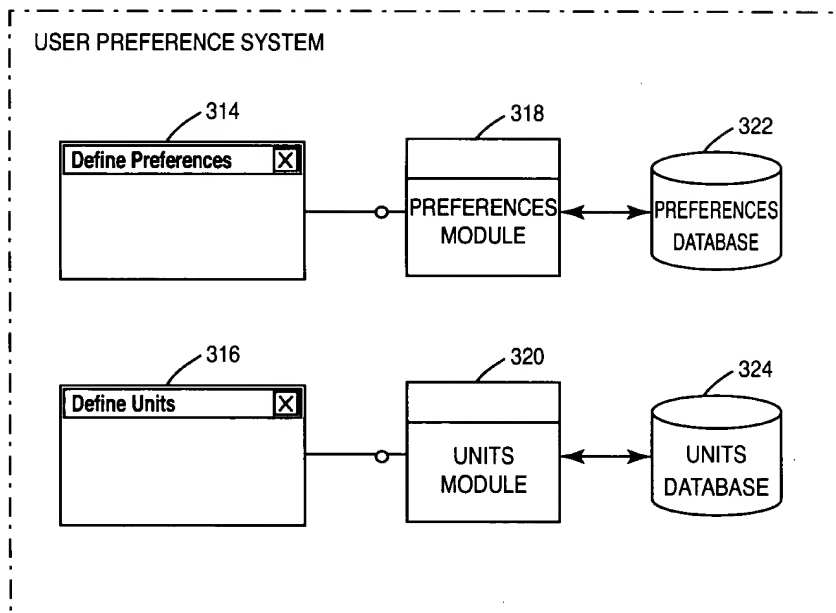 USER PREFERENCE SYSTEM
314
318
322
Define Preferences X
PREFERENCES
MODULE
PREFERENCES
DATABASE
316
320
324
Define Units X
UNITS
MODULE
UNITS
DATABASE